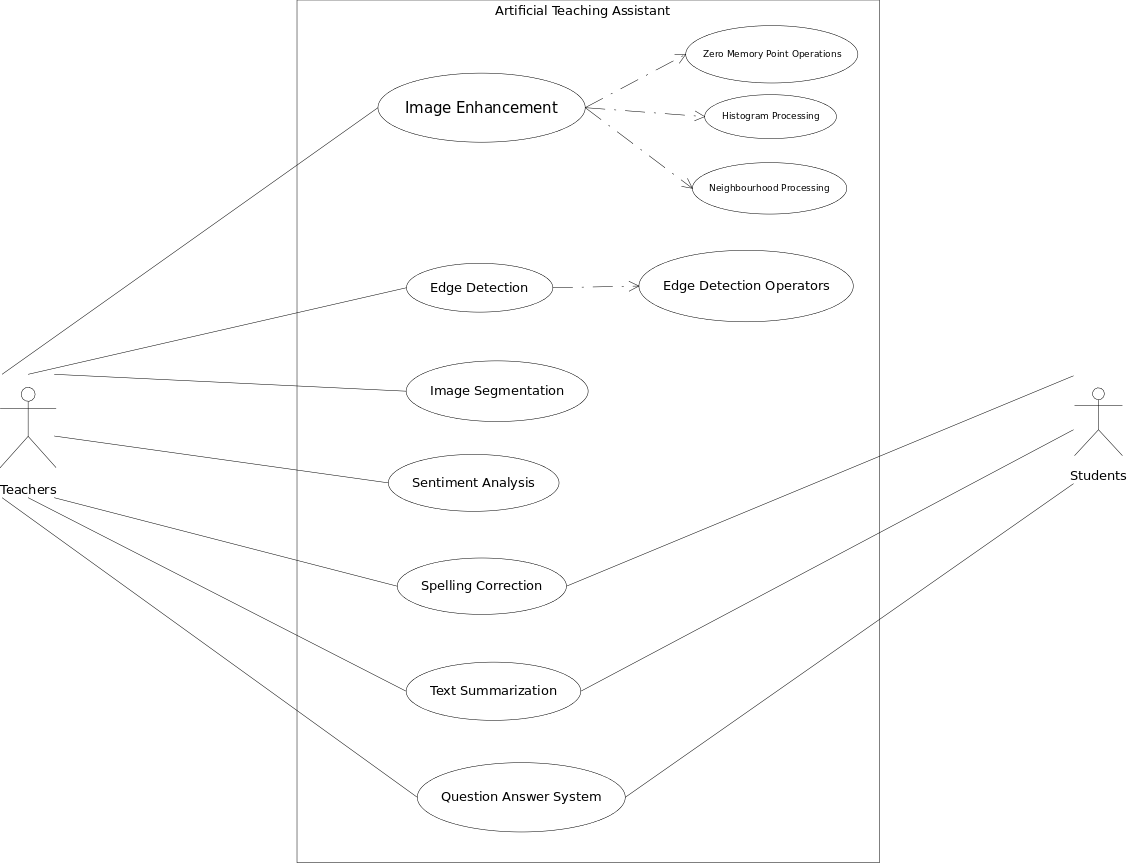 Artificial Teaching Assistant
Zero Memory Point Operations
Image Enhancement
Histogram Processing
Neighbourhood Processing
Edge Detection
Edge Detection Operators
Image Segmentation
Teachers
Students
Sentiment Analysis
Spelling Correction
Text Summarization
Question Answer System